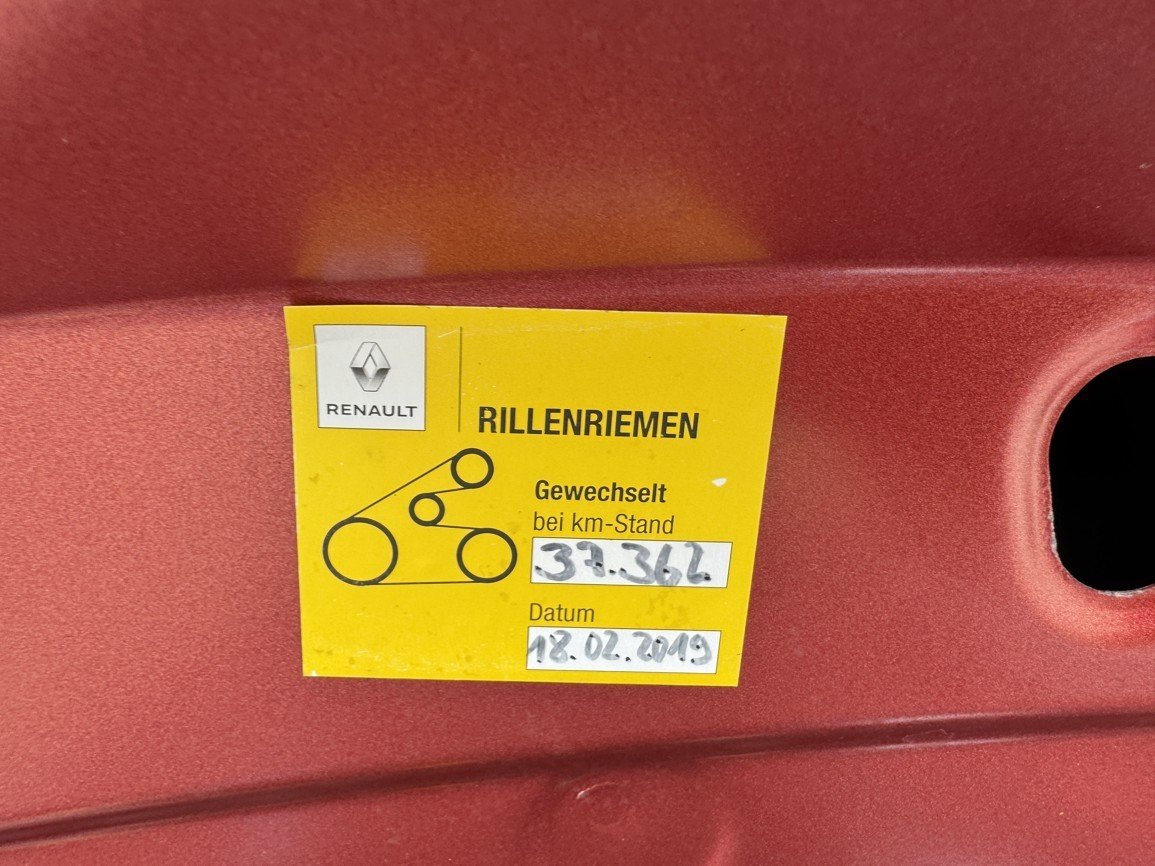 RENAULT
RILLENRIEMEN
Gewechselt
bei km-Stand
37.362
Datum
18.02.2019